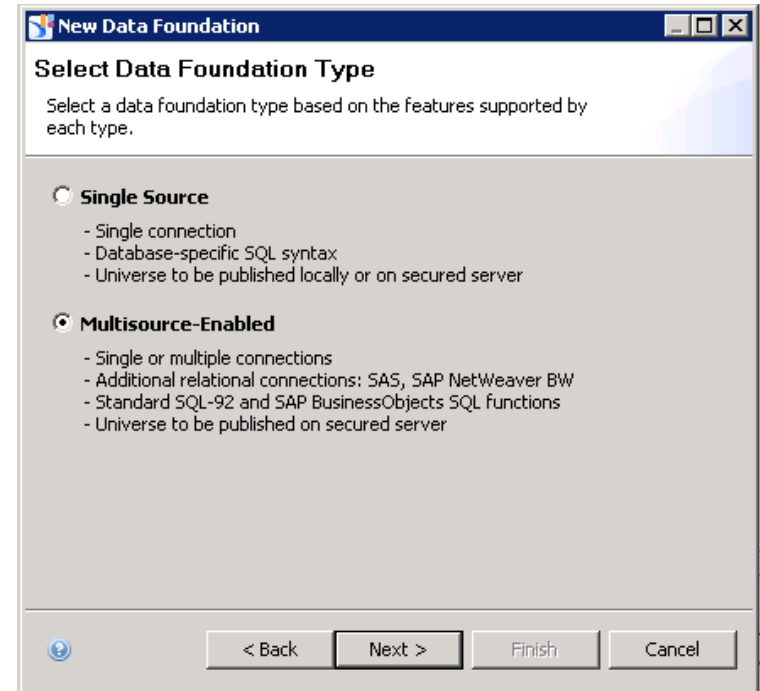 New Data Foundation
Select Data Foundation Type
Select a data foundation type based on the features supported by
each type.
Single Source
- Single connection
- Database-specific SQL syntax
- Universe to be published locally or on secured server
Multisource-Enabled
- Single or multiple connections
- Additional relational connections: SAS, SAP NetWeaver BW
- Standard SQL-92 and SAP BusinessObjects SQL functions
- Universe to be published on secured server
< Back Next > Finish Cancel